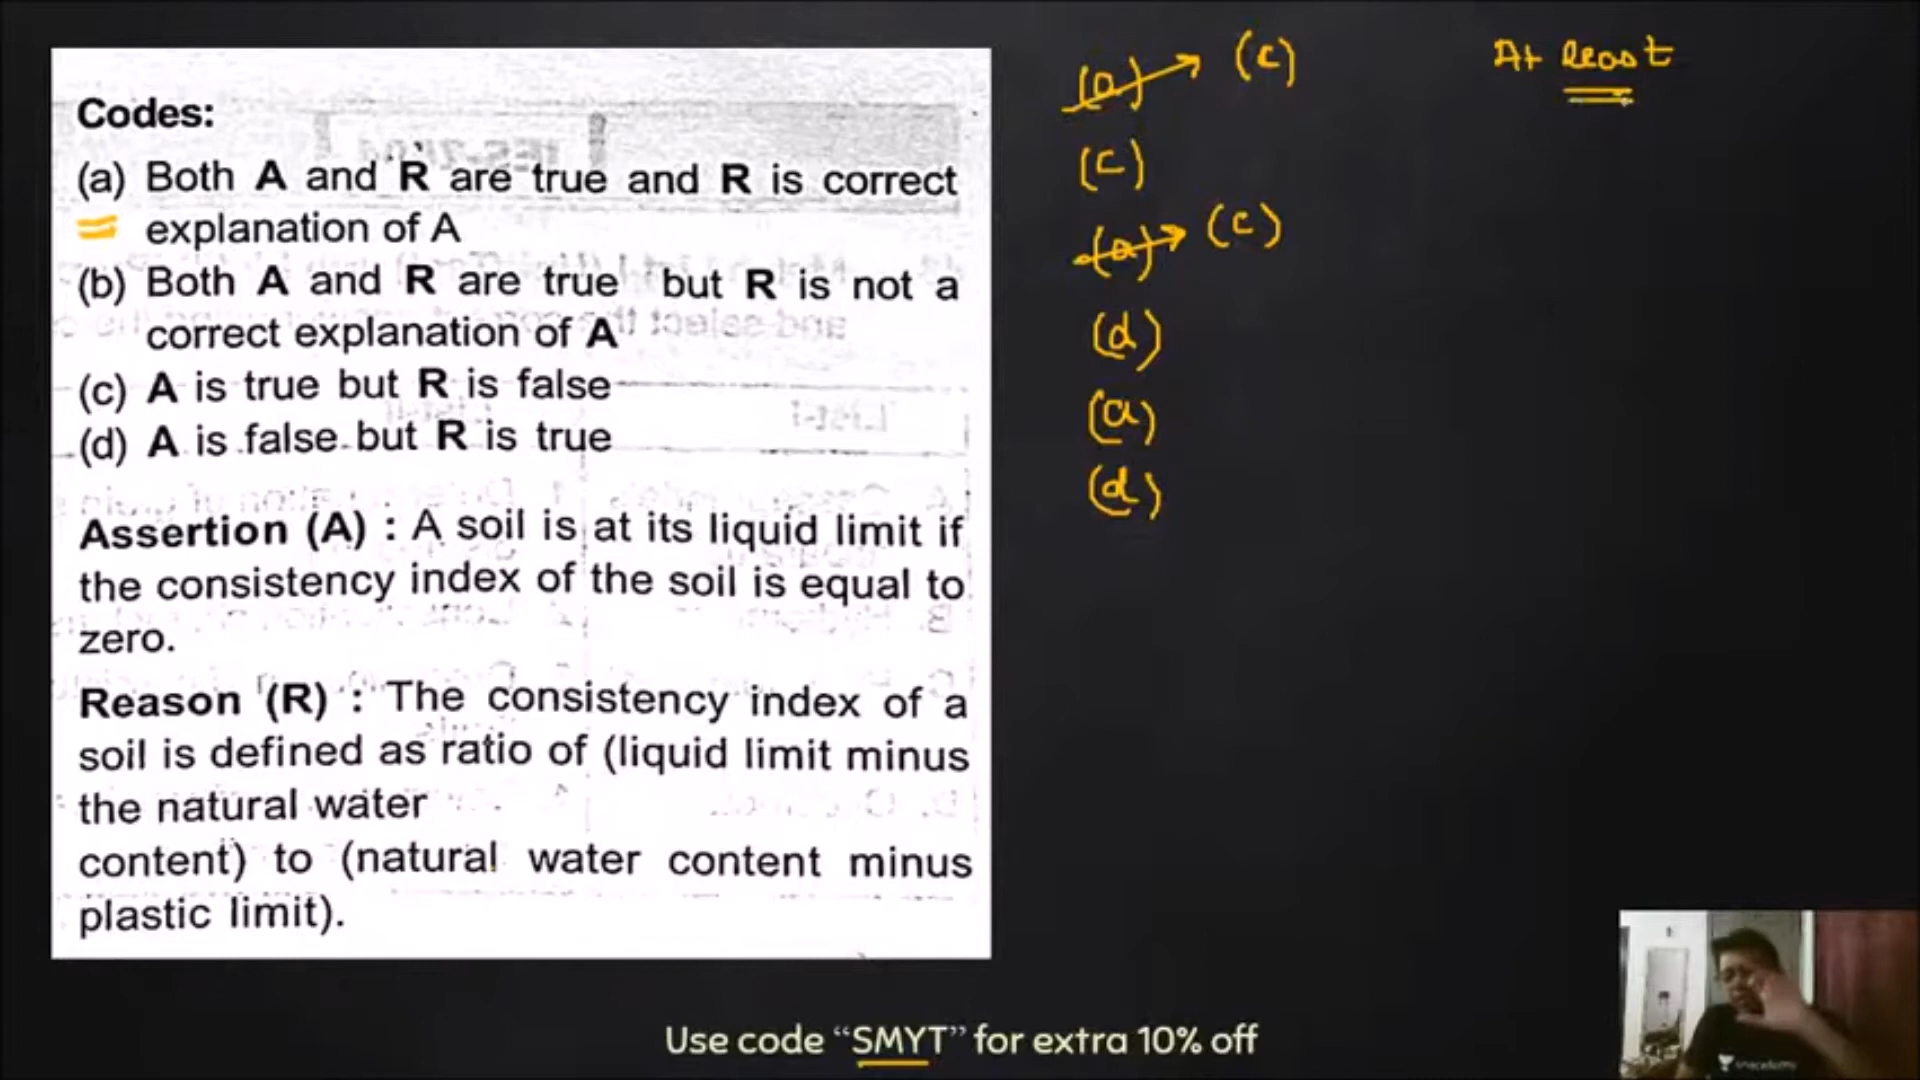 Codes:
(a) Both A and R are true and R is correct
explanation of A
(b) Both A and R are true but R is not a
correct explanation of A
(c) A is true but R is false
(d) A is false but R is true
Assertion (A) : A soil is at its liquid limit if
the consistency index of the soil is equal to
zero.
Reason (R) : The consistency index of a
soil is defined as ratio of (liquid limit minus
the natural water
content) to (natural water content minus
plastic limit).
(a) → (c)
(c)
(a) → (c)
(d)
(a)
(d)
At least
Use code “SMYT” for extra 10% off
unacademy